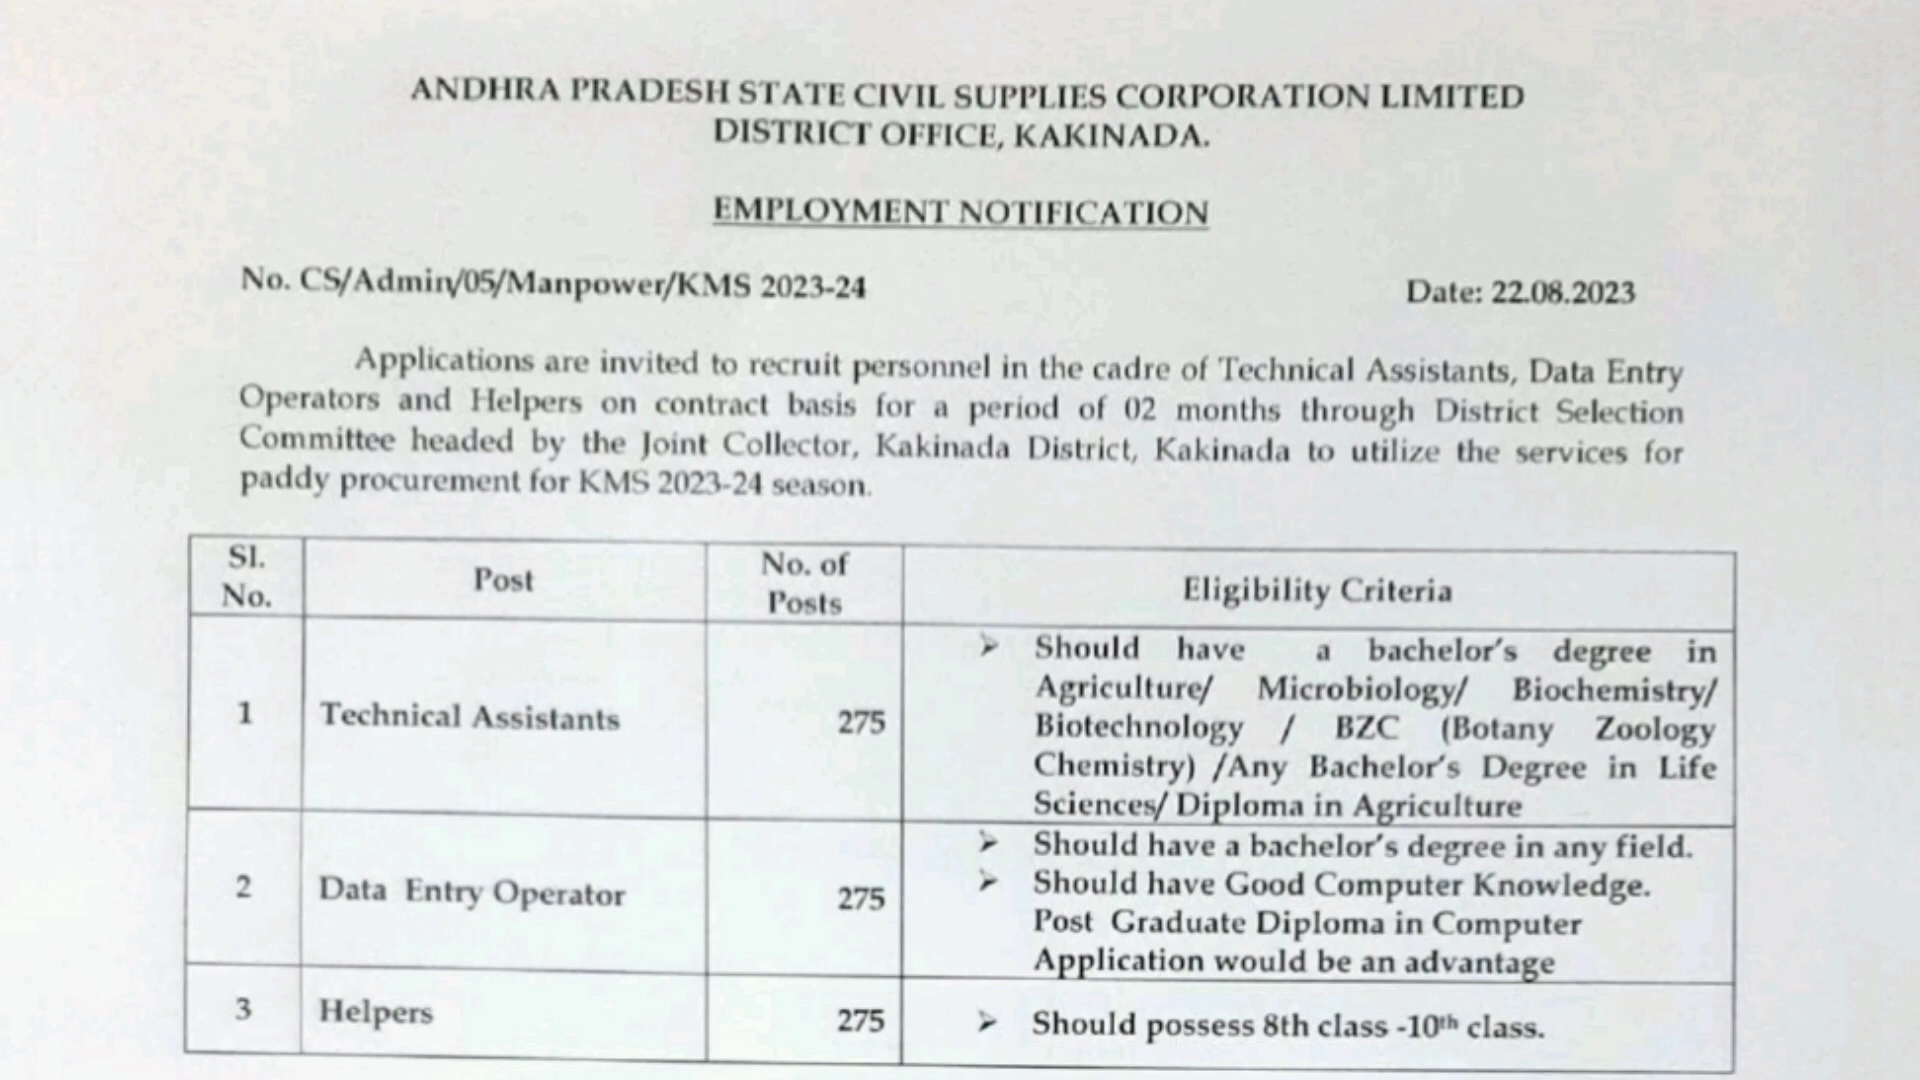 ANDHRA PRADESH STATE CIVIL SUPPLIES CORPORATION LIMITED
DISTRICT OFFICE, KAKINADA.
EMPLOYMENT NOTIFICATION
No. CS/Admin/05/Manpower/KMS 2023-24 Date: 22.08.2023
Applications are invited to recruit personnel in the cadre of Technical Assistants, Data Entry
Operators and Helpers on contract basis for a period of 02 months through District Selection
Committee headed by the Joint Collector, Kakinada District, Kakinada to utilize the services for
paddy procurement for KMS 2023-24 season.
Sl.
No.
Post
No. of
Posts
Eligibility Criteria
1
Technical Assistants
275
➢ Should have a bachelor's degree in
Agriculture/ Microbiology/ Biochemistry/
Biotechnology / BZC (Botany Zoology
Chemistry) /Any Bachelor's Degree in Life
Sciences/ Diploma in Agriculture
2
Data Entry Operator
275
➢ Should have a bachelor's degree in any field.
➢ Should have Good Computer Knowledge.
Post Graduate Diploma in Computer
Application would be an advantage
3
Helpers
275
➢ Should possess 8th class -10th class.